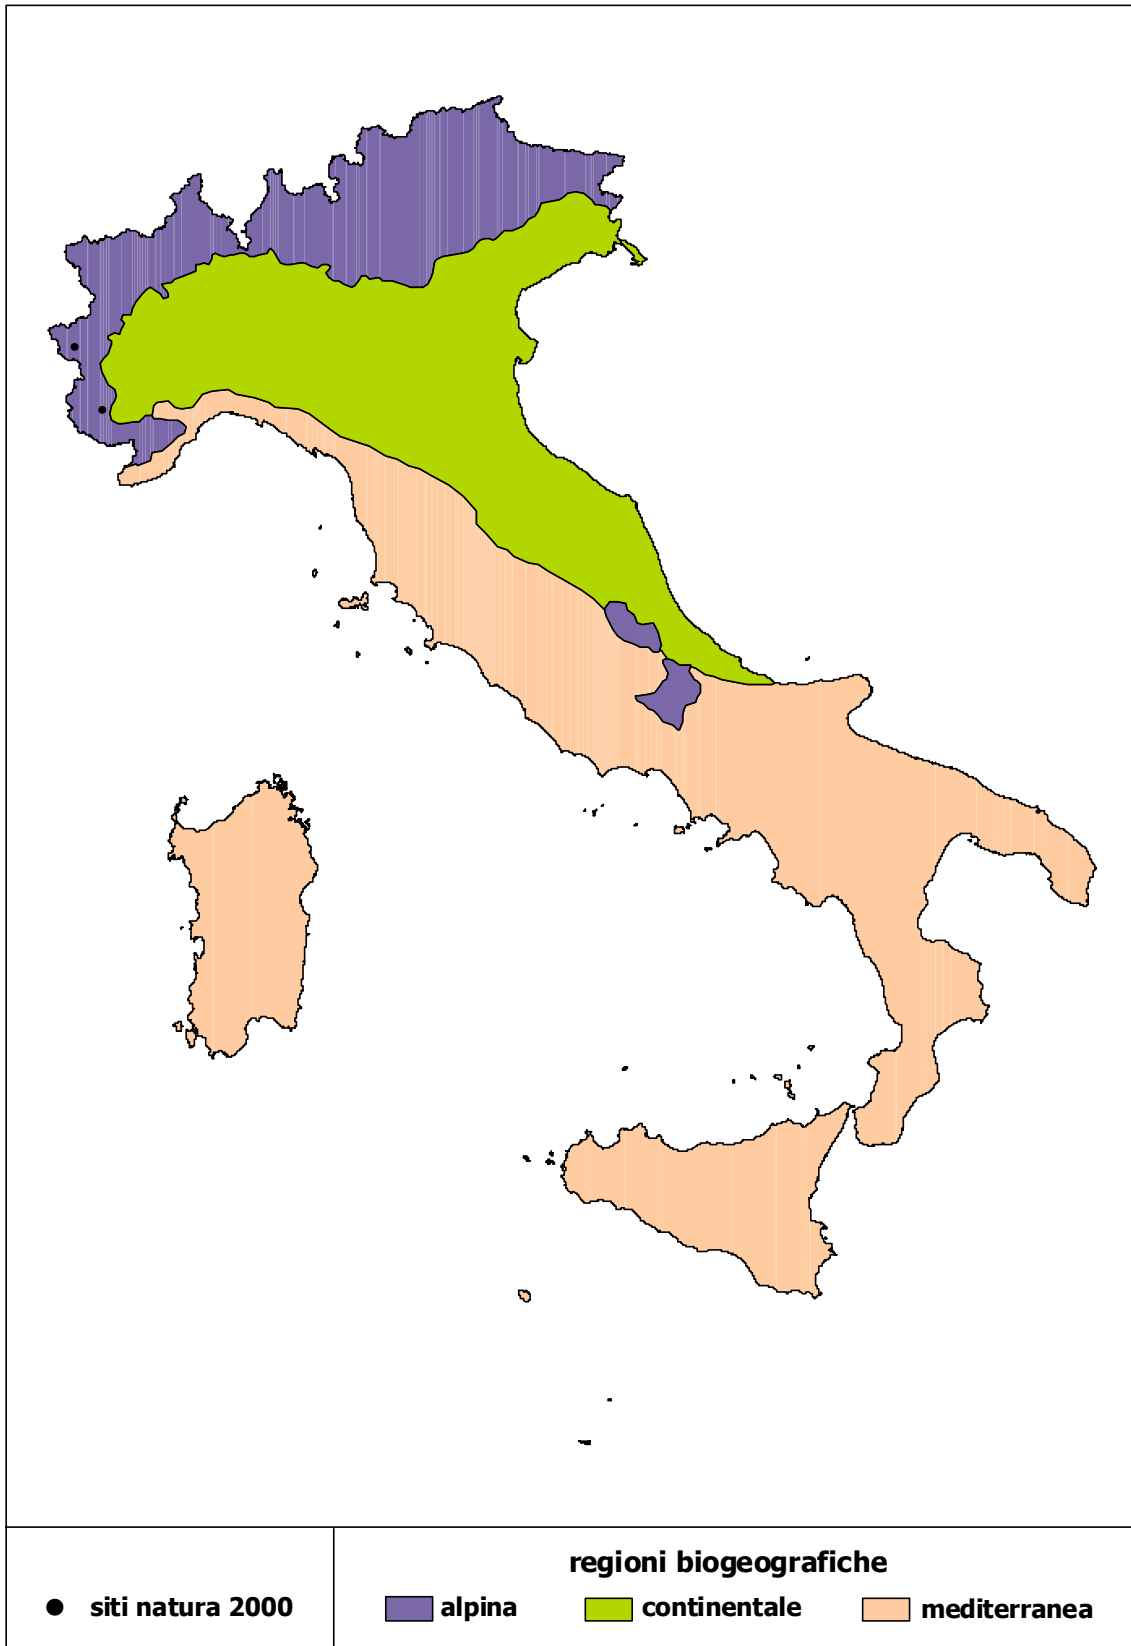 regioni biogeografiche
siti natura 2000
alpina
continentale
mediterranea